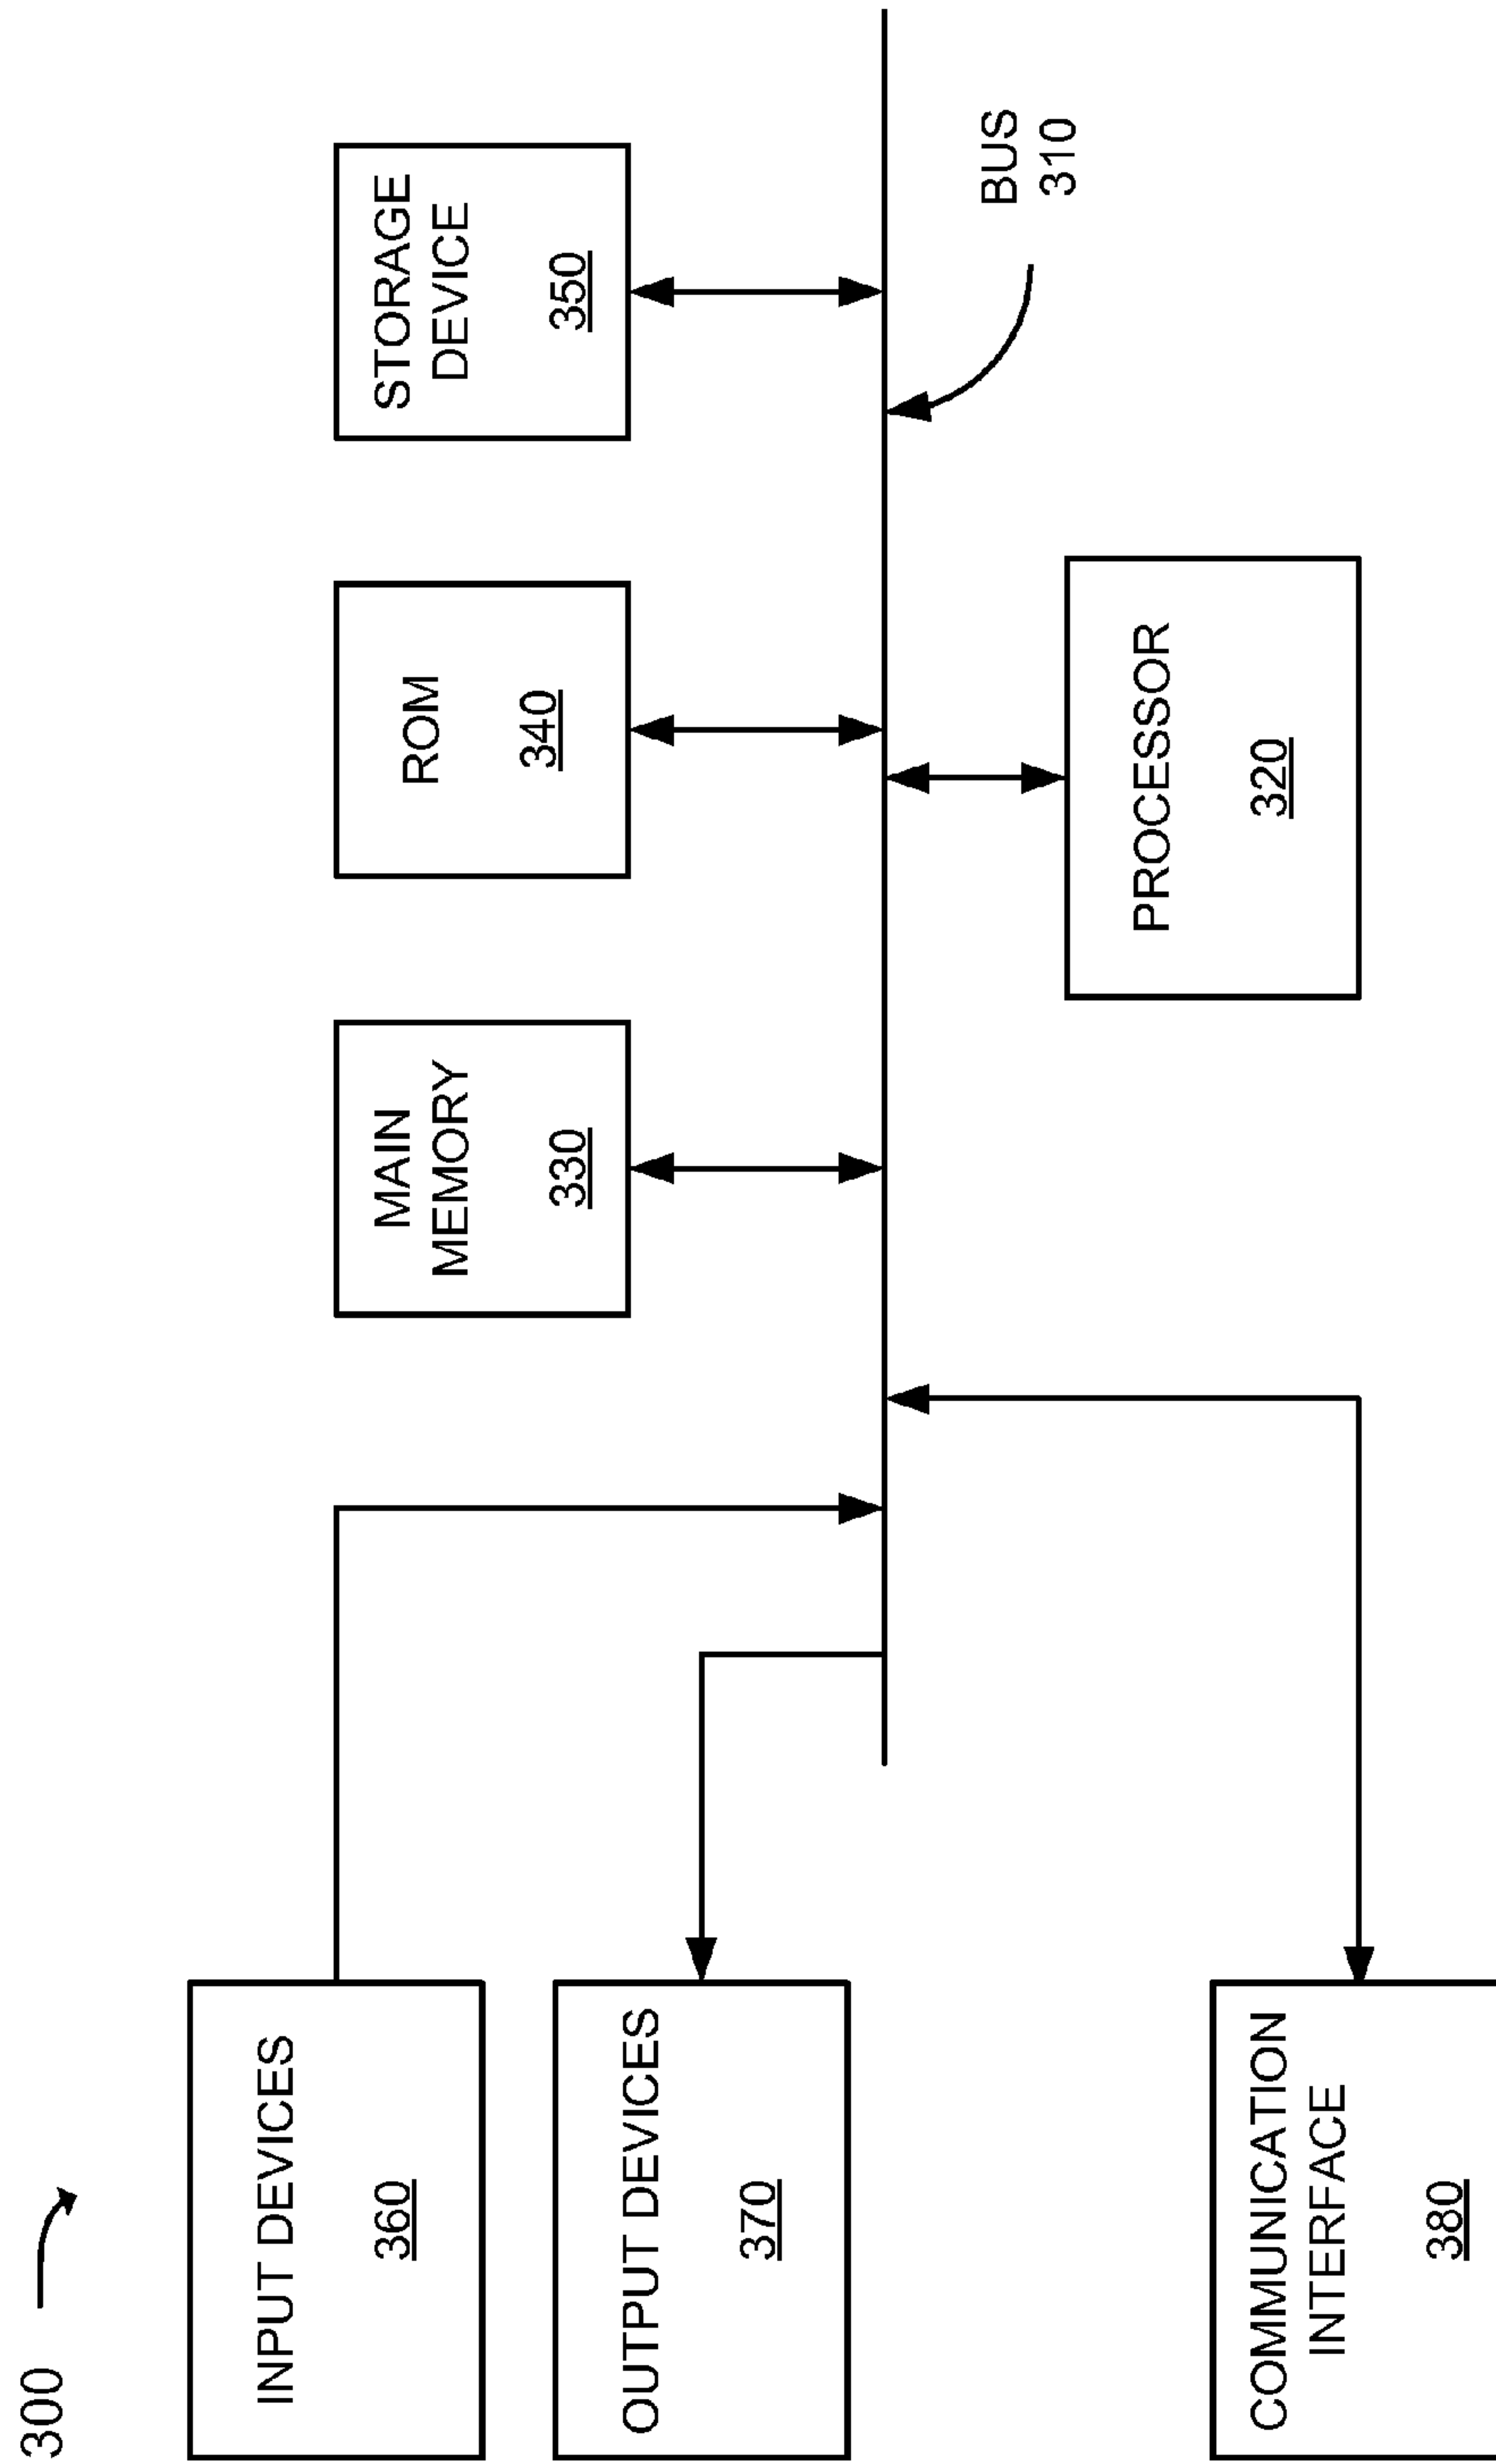 300
INPUT DEVICES
360
OUTPUT DEVICES
370
COMMUNICATION
INTERFACE
380
MAIN
MEMORY
330
ROM
340
STORAGE
DEVICE
350
BUS
310
PROCESSOR
320